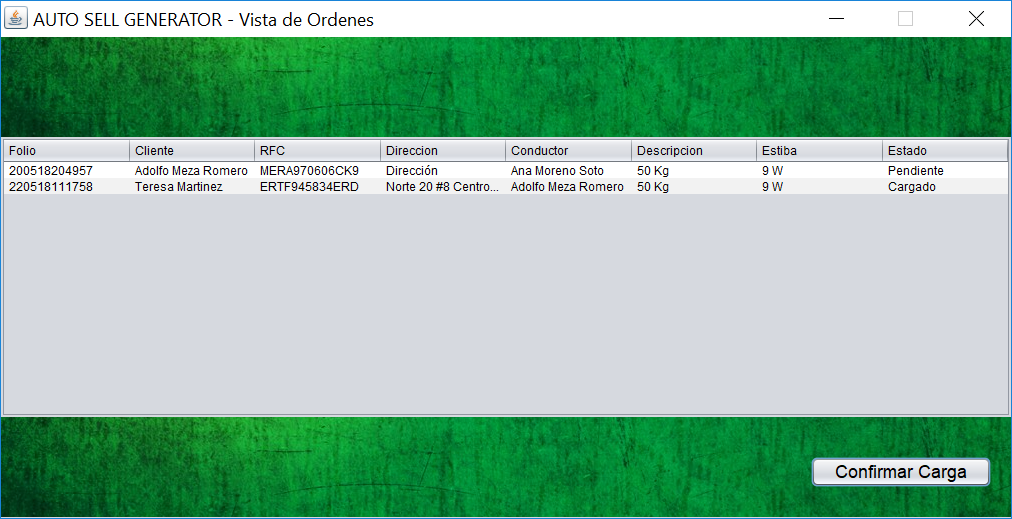 AUTO SELL GENERATOR - Vista de Ordenes
Folio Cliente RFC Direccion Conductor Descripcion Estiba Estado
200518204957 Adolfo Meza Romero MERA970606CK9 Dirección Ana Moreno Soto 50 Kg 9 W Pendiente
220518111758 Teresa Martinez ERTF945834ERD Norte 20 #8 Centro... Adolfo Meza Romero 50 Kg 9 W Cargado
Confirmar Carga